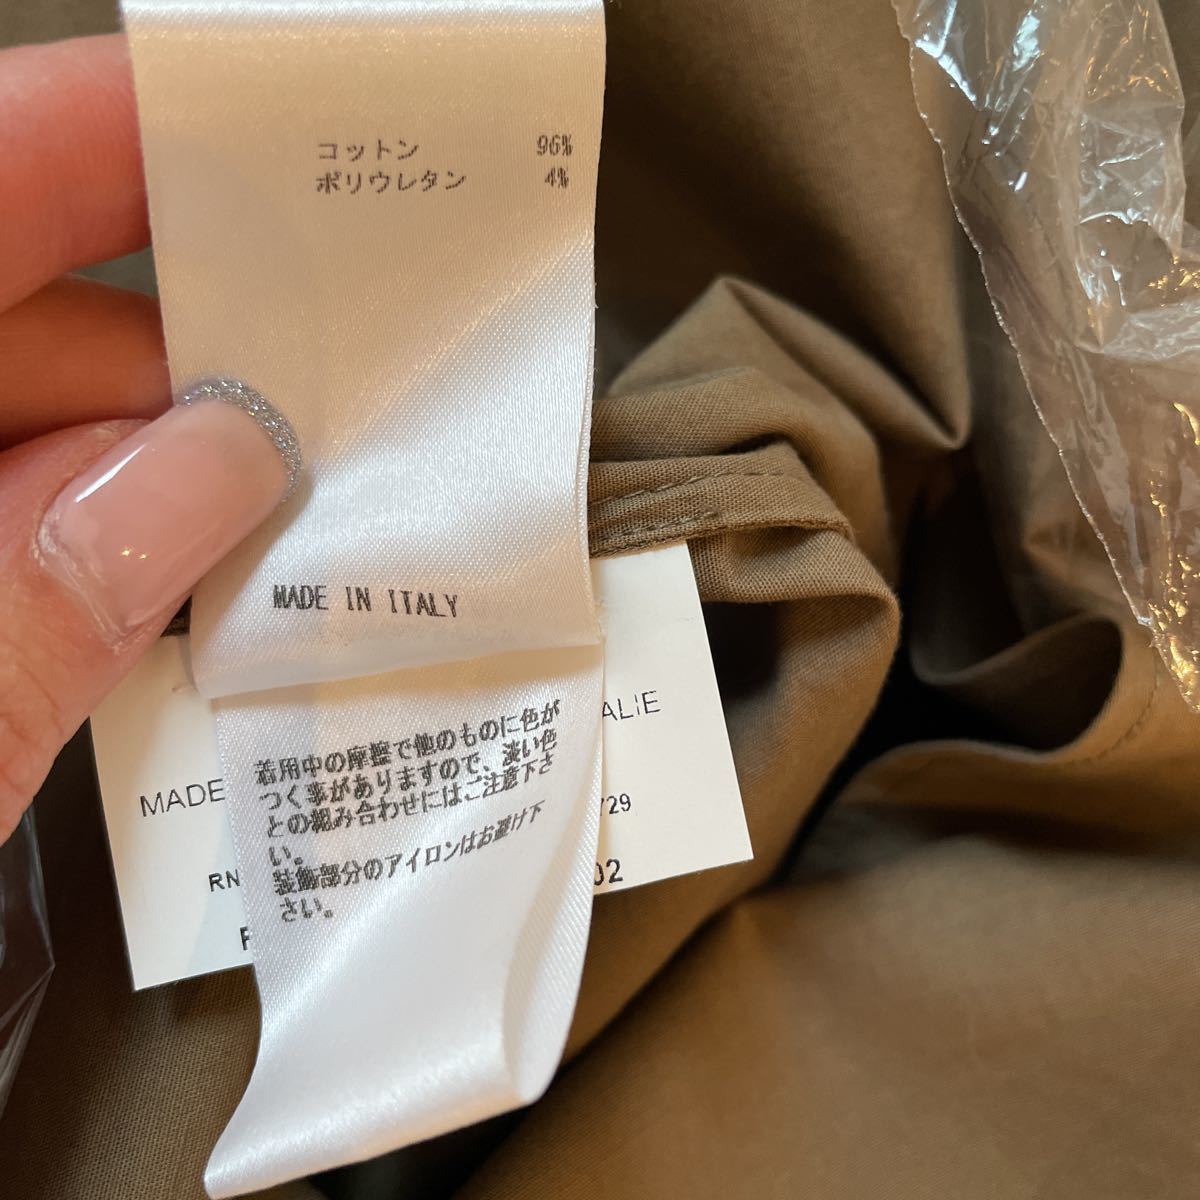 コットン 96%
ポリウレタン 4%
MADE IN ITALY
着用中の摩擦で他のものに色が
つく事がありますので、淡い色
との組み合わせにはご注意下さ
い。
装飾部分のアイロンはお避け下
さい。
ALIE
MADE
/29
RN
02